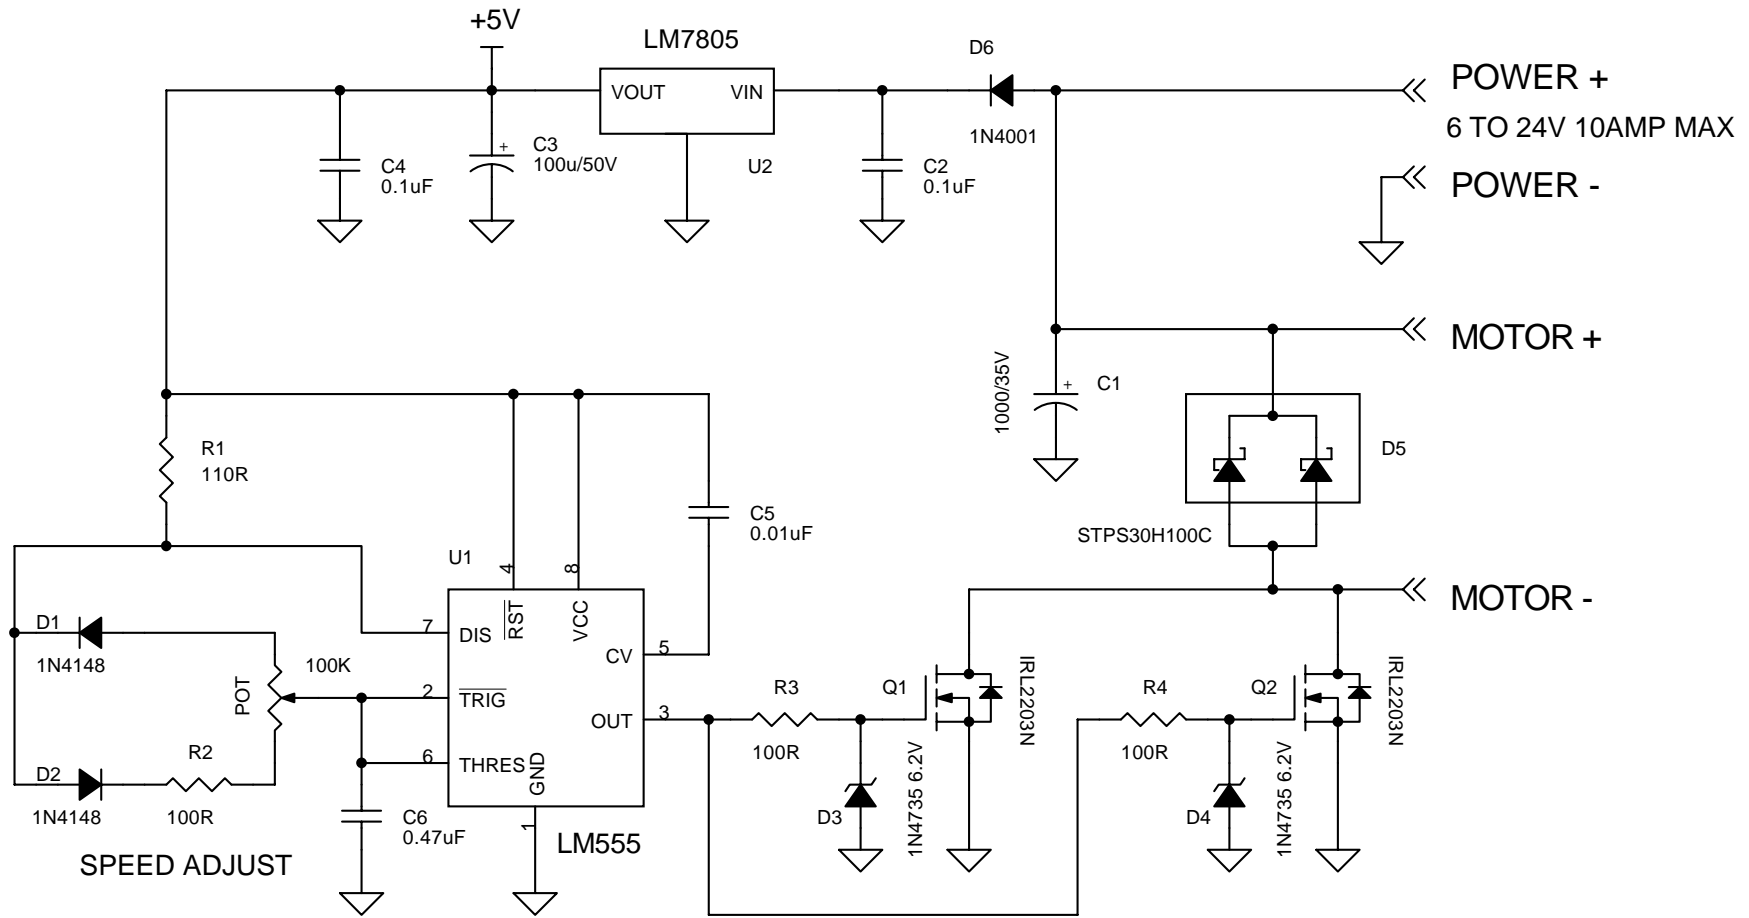 +5V
LM7805
D6
VOUT
VIN
POWER +
6 TO 24V 10AMP MAX
1N4001
C4
0.1uF
+
C3
100u/50V
U2
C2
0.1uF
POWER -
MOTOR +
1000/35V
+
C1
R1
110R
D5
C5
0.01uF
STPS30H100C
U1
4
8
MOTOR -
D1
1N4148
7
DIS
RST
VCC
CV
5
100K
POT
2
TRIG
OUT
3
R3
100R
Q1
IRL2203N
R4
100R
Q2
IRL2203N
D2
1N4148
R2
100R
6
THRES
GND
1
D3
1N4735 6.2V
D4
1N4735 6.2V
C6
0.47uF
LM555
SPEED ADJUST